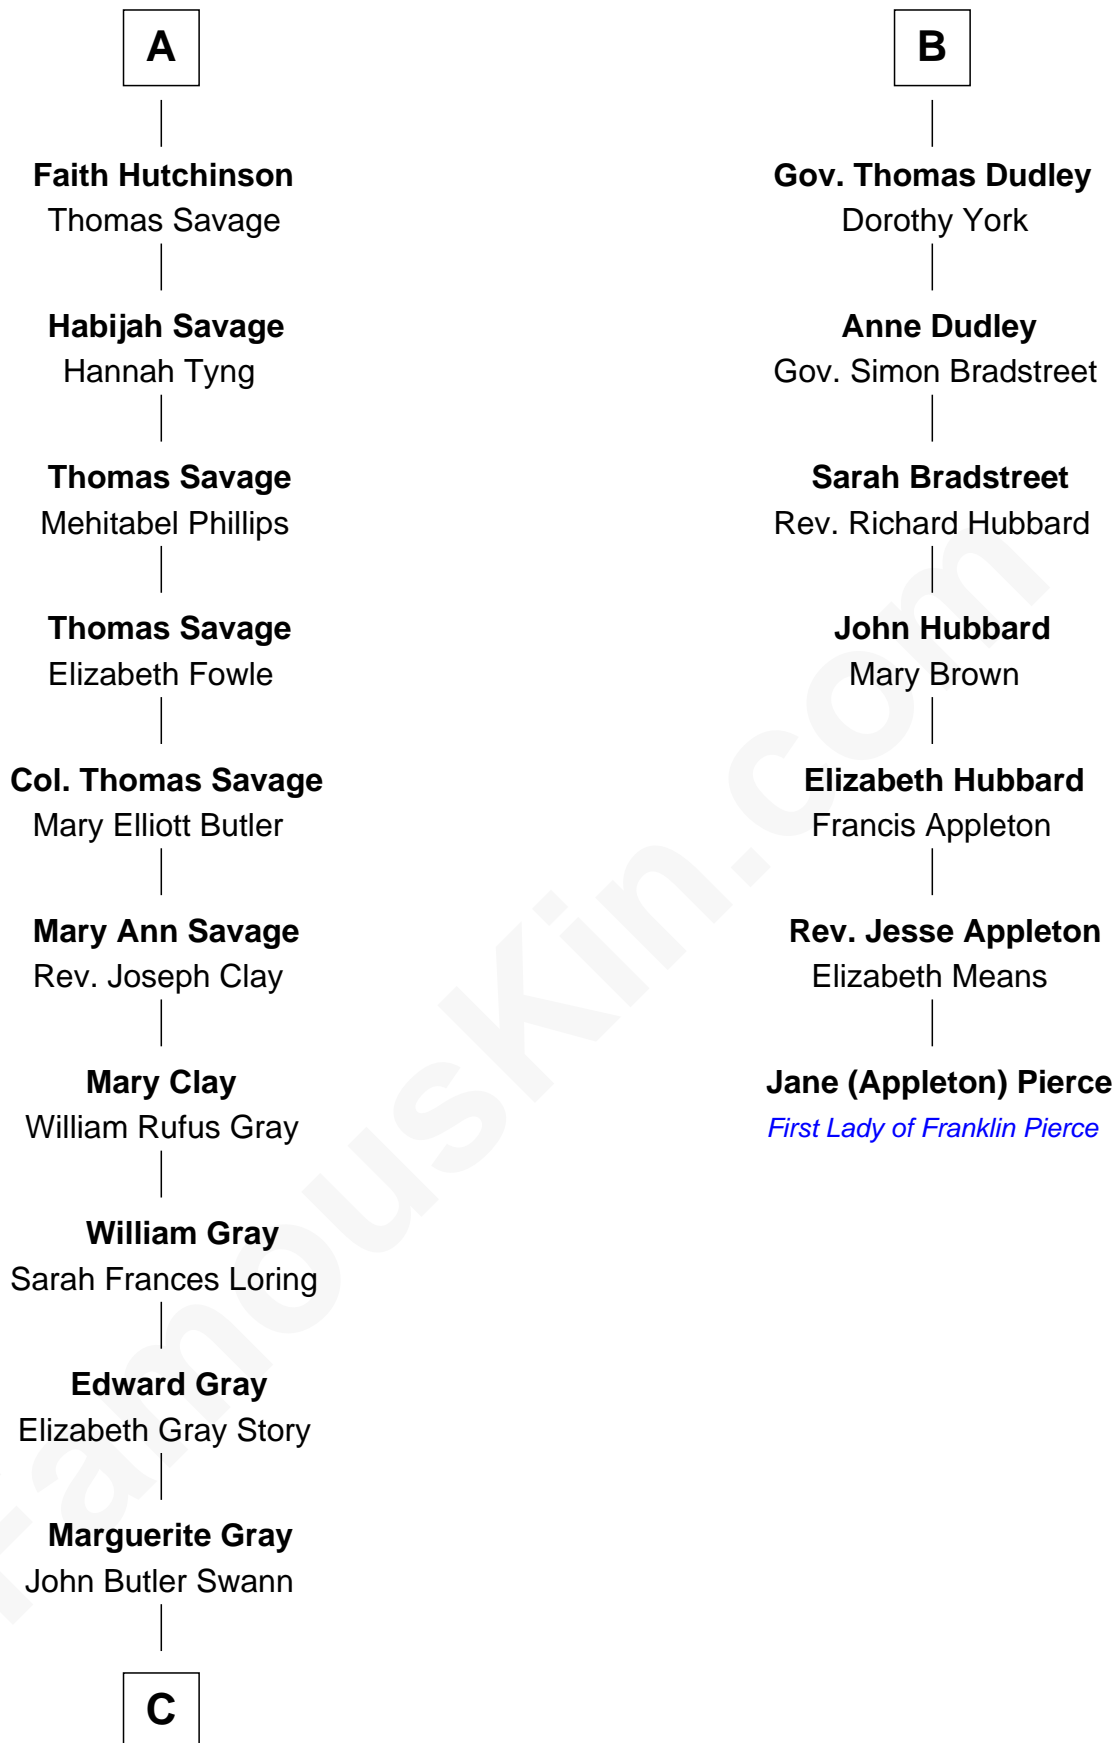 A
Faith Hutchinson
Thomas Savage
Habijah Savage
Hannah Tyng
Thomas Savage
Mehitabel Phillips
Thomas Savage
Elizabeth Fowle
Col. Thomas Savage
Mary Elliott Butler
Mary Ann Savage
Rev. Joseph Clay
Mary Clay
William Rufus Gray
William Gray
Sarah Frances Loring
Edward Gray
Elizabeth Gray Story
Marguerite Gray
John Butler Swann
C
B
Gov. Thomas Dudley
Dorothy York
Anne Dudley
Gov. Simon Bradstreet
Sarah Bradstreet
Rev. Richard Hubbard
John Hubbard
Mary Brown
Elizabeth Hubbard
Francis Appleton
Rev. Jesse Appleton
Elizabeth Means
Jane (Appleton) Pierce
First Lady of Franklin Pierce
FamousKin.com